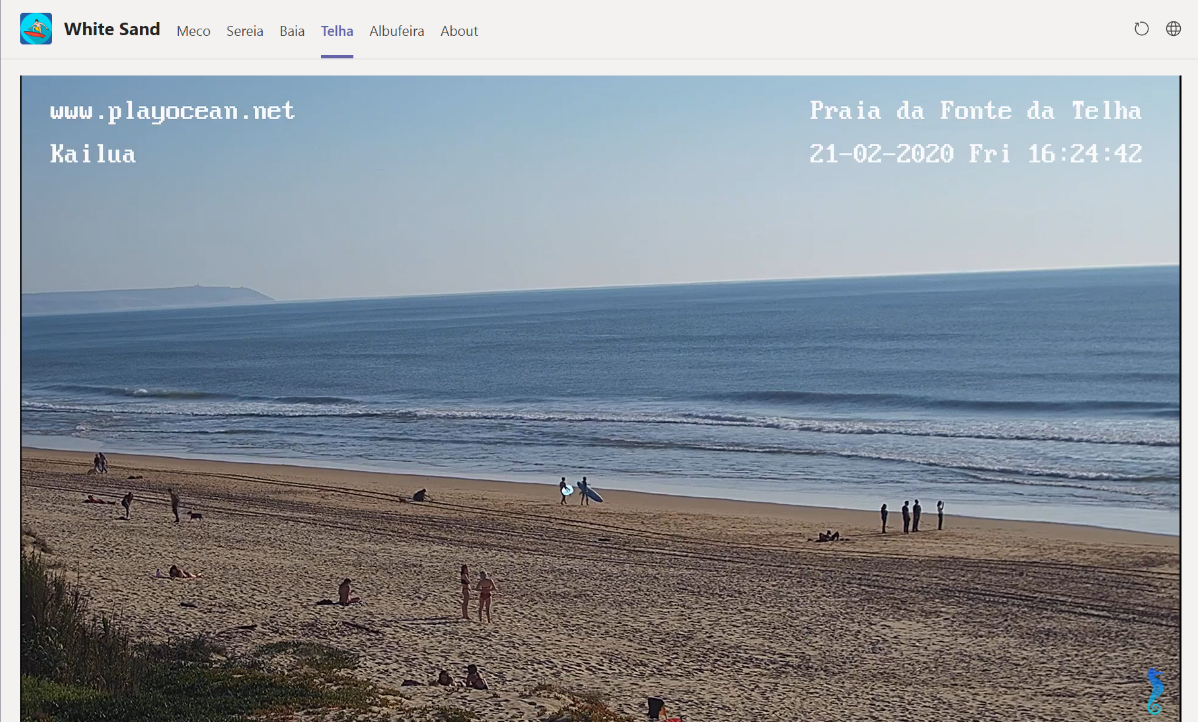 White Sand Meco Sereia Baia Telha Albufeira About
www.playocean.net
Praia da Fonte da Telha
Kailua
21-02-2020 Fri 16:24:42